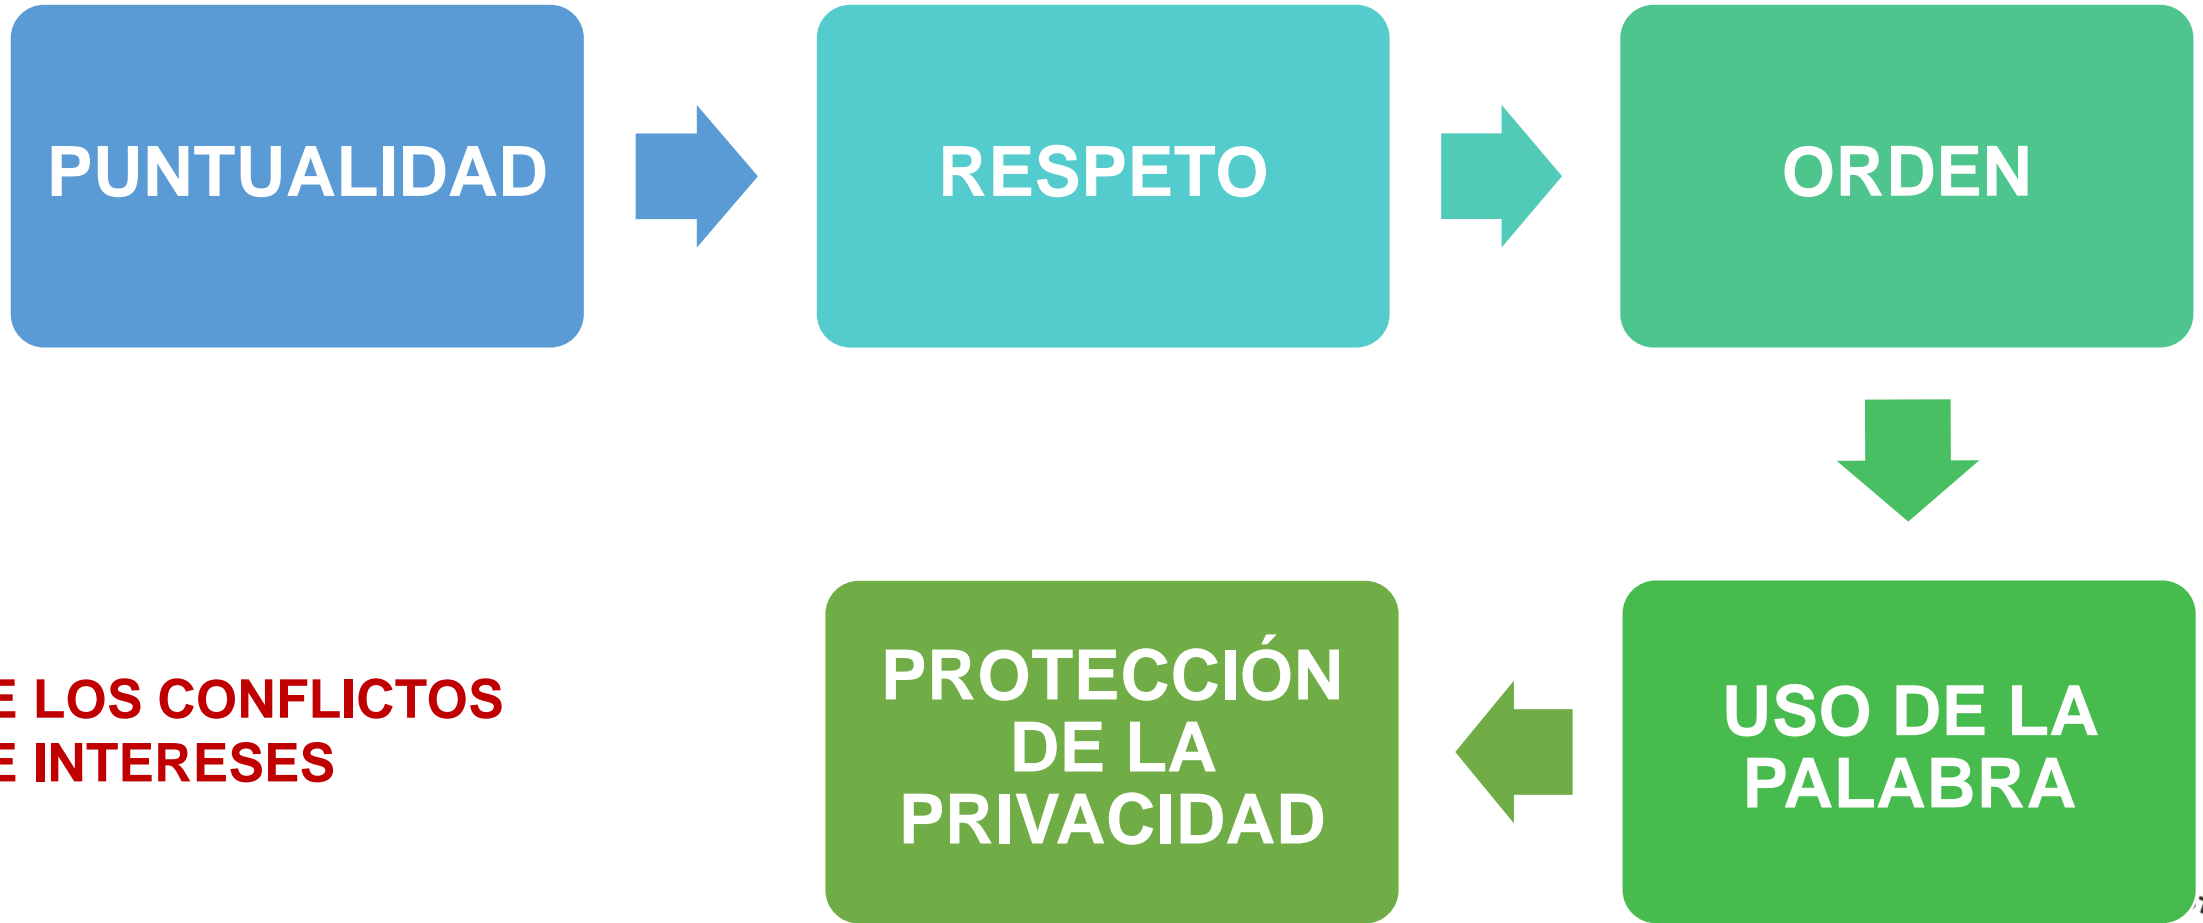 PUNTUALIDAD
RESPETO
ORDEN
USO DE LA
PALABRA
PROTECCIÓN
DE LA
PRIVACIDAD
E LOS CONFLICTOS
E INTERESES